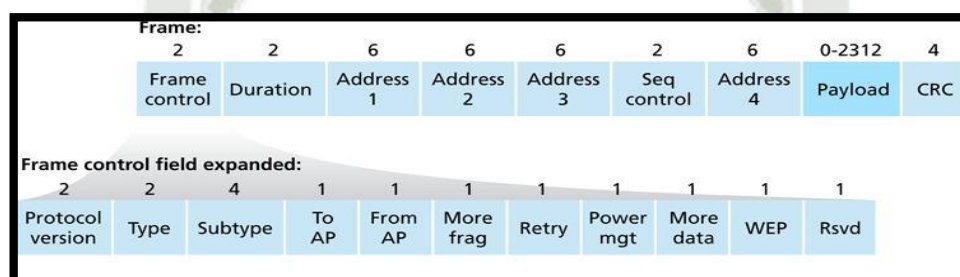 Frame:
2 2 6 6 6 2 6 0-2312 4
Frame control Duration Address 1 Address 2 Address 3 Seq control Address 4 Payload CRC
Frame control field expanded:
2 2 4 1 1 1 1 1 1 1 1
Protocol version Type Subtype To AP From AP More frag Retry Power mgt More data WEP Rsvd